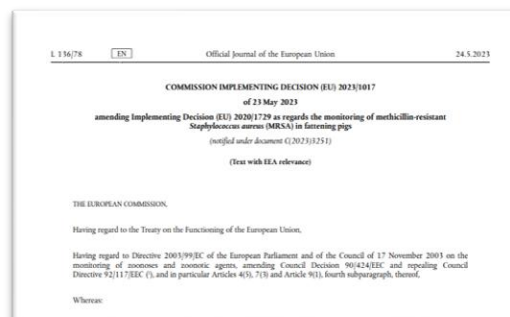 L 136/78 EN Official Journal of the European Union 24.5.2023
COMMISSION IMPLEMENTING DECISION (EU) 2023/1017
of 23 May 2023
amending Implementing Decision (EU) 2020/1729 as regards the monitoring of methicillin-resistant
Staphylococcus aureus (MRSA) in fattening pigs
(notified under document C(2023)3251)
(Text with EEA relevance)
THE EUROPEAN COMMISSION,
Having regard to the Treaty on the Functioning of the European Union,
Having regard to Directive 2003/99/EC of the European Parliament and of the Council of 17 November 2003 on the
monitoring of zoonoses and zoonotic agents, amending Council Decision 90/424/EEC and repealing Council
Directive 92/117/EEC (¹), and in particular Articles 4(5), 7(3) and Article 9(1), fourth subparagraph, thereof,
Whereas: